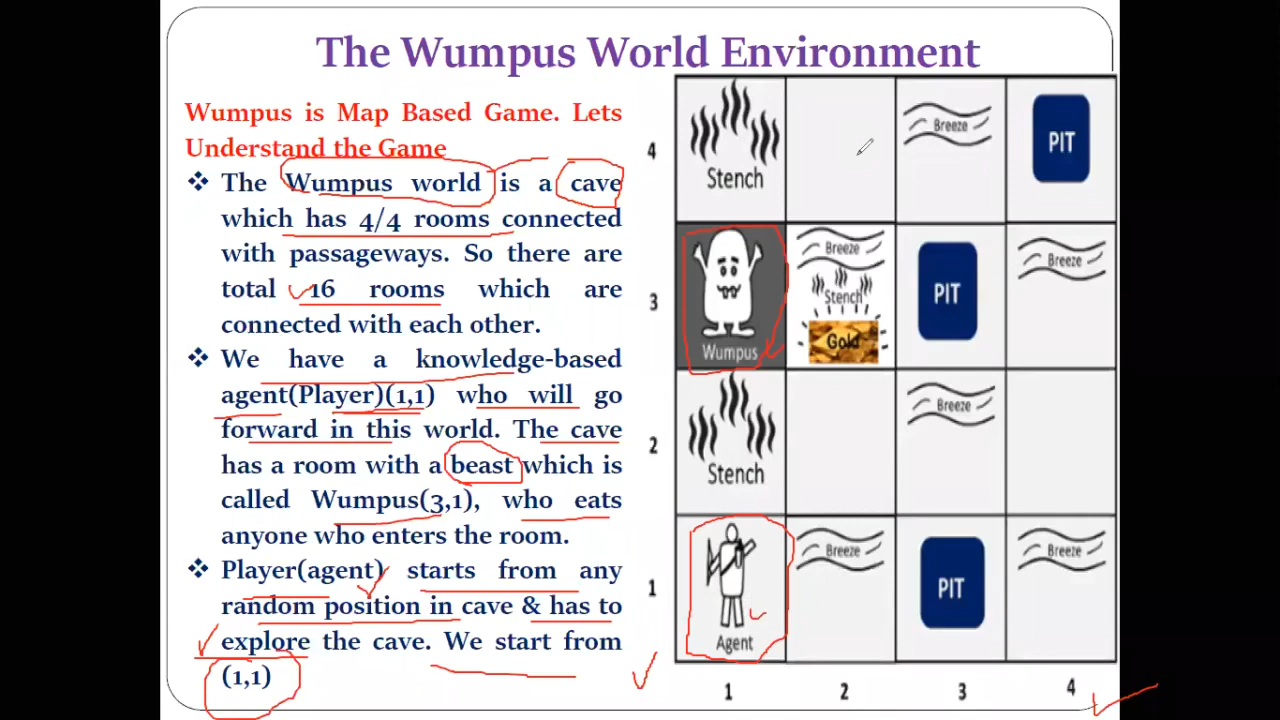 The Wumpus World Environment
Wumpus is Map Based Game. Lets
Understand the Game
❖ The Wumpus world is a cave
which has 4/4 rooms connected
with passageways. So there are
total 16 rooms which are
connected with each other.
❖ We have a knowledge-based
agent(Player)(1,1) who will go
forward in this world. The cave
has a room with a beast which is
called Wumpus(3,1), who eats
anyone who enters the room.
❖ Player(agent) starts from any
random position in cave & has to
explore the cave. We start from
(1,1)
4
Stench
Breeze
PIT
3
Wumpus
Breeze
Stench
Gold
PIT
Breeze
2
Stench
Breeze
1
Agent
Breeze
PIT
Breeze
1 2 3 4